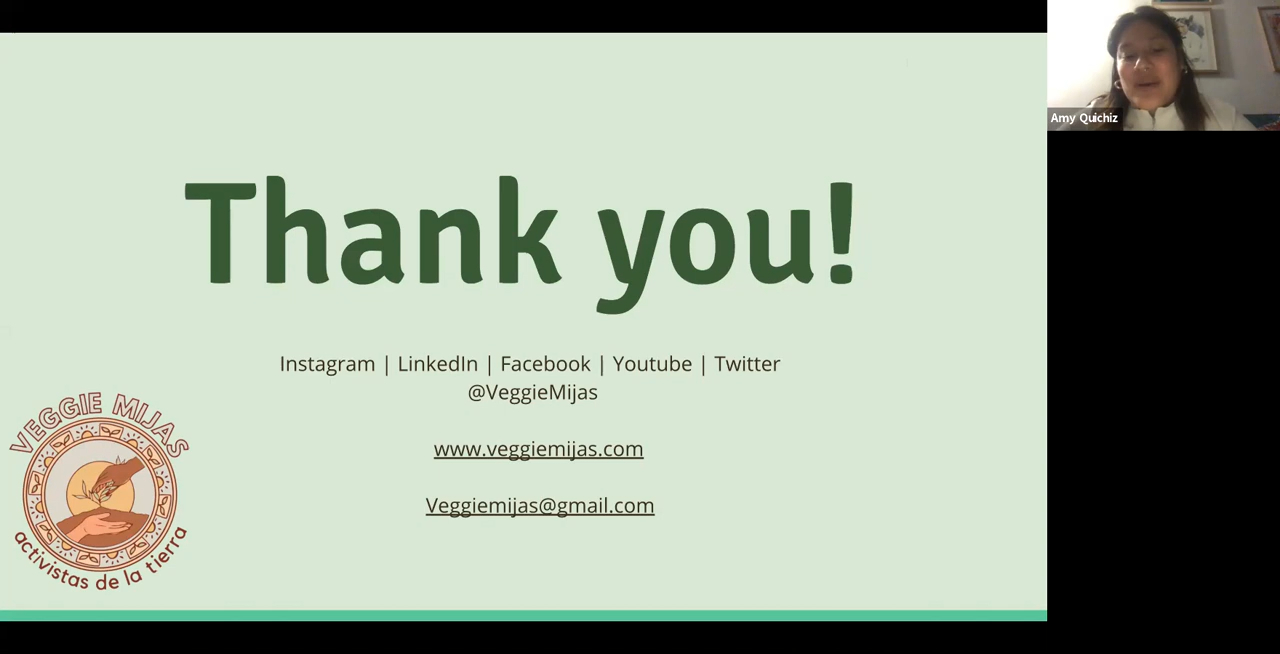 Thank you!
Instagram | LinkedIn | Facebook | Youtube | Twitter
@VeggieMijas
www.veggiemijas.com
Veggiemijas@gmail.com
VEGGIE MIJAS
activistas de la tierra
Amy Quichiz